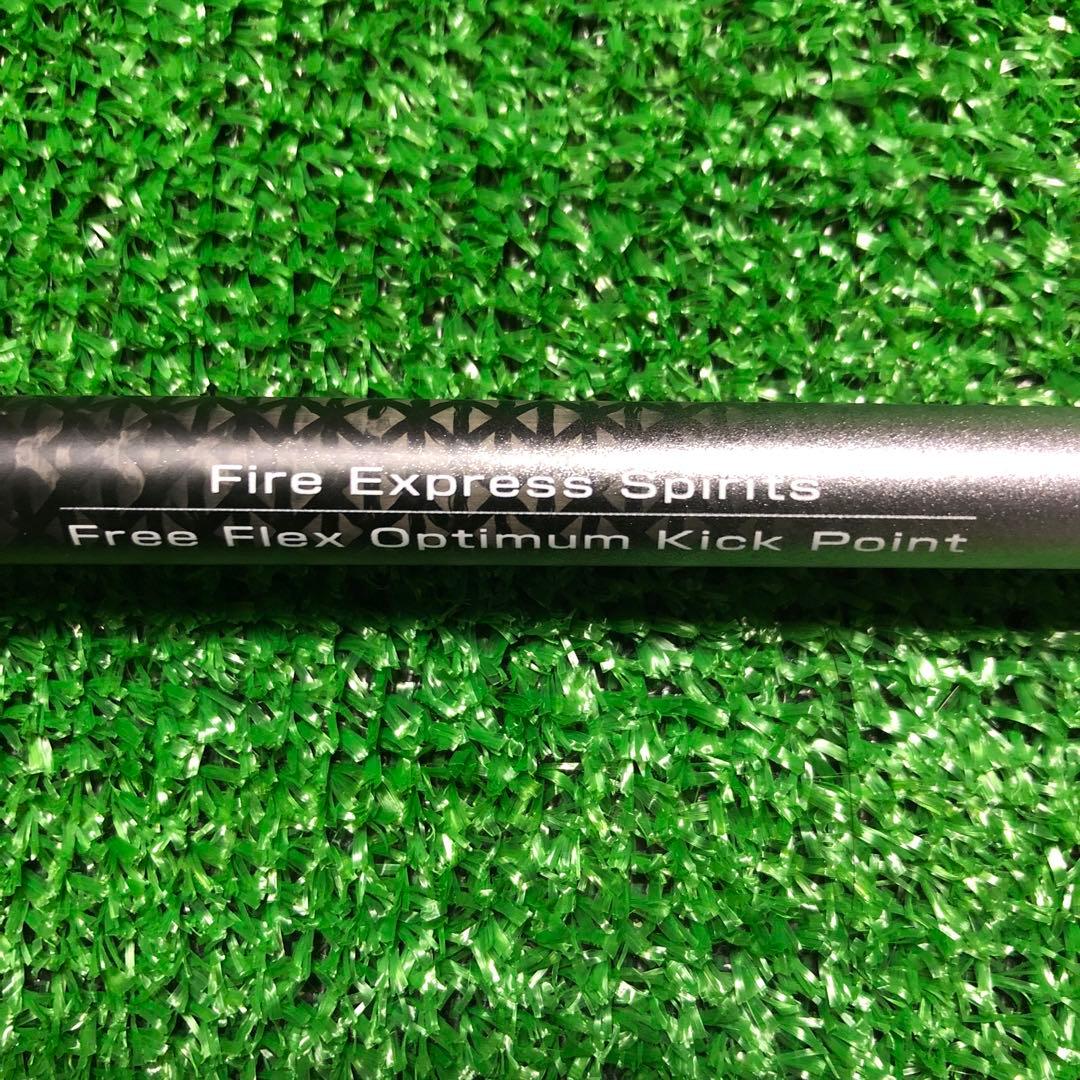 Fire Express Spirits
Free Flex Optimum Kick Point